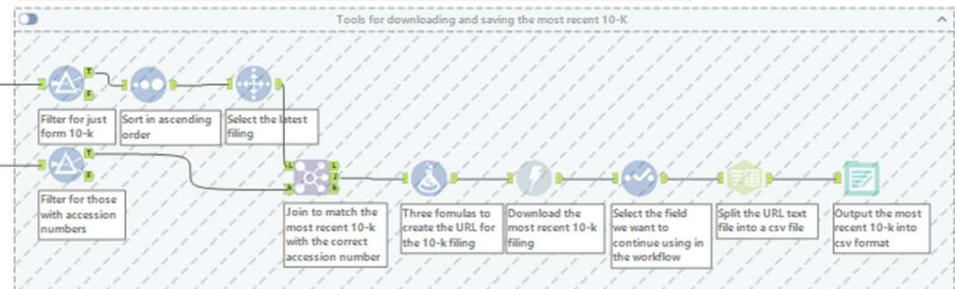 Tools for downloading and saving the most recent 10-K
T
F
Filter for just
form 10-k
Sort in ascending
order
Select the latest
filing
T
F
Filter for those
with accession
numbers
L
R
L
J
R
Join to match the
most recent 10-k
with the correct
accession number
Three fomulas to
create the URL for
the 10-k filing
Download the
most recent 10-k
filing
Select the field
we want to
continue using in
the workflow
Split the URL text
file into a csv file
Output the most
recent 10-k into
csv format